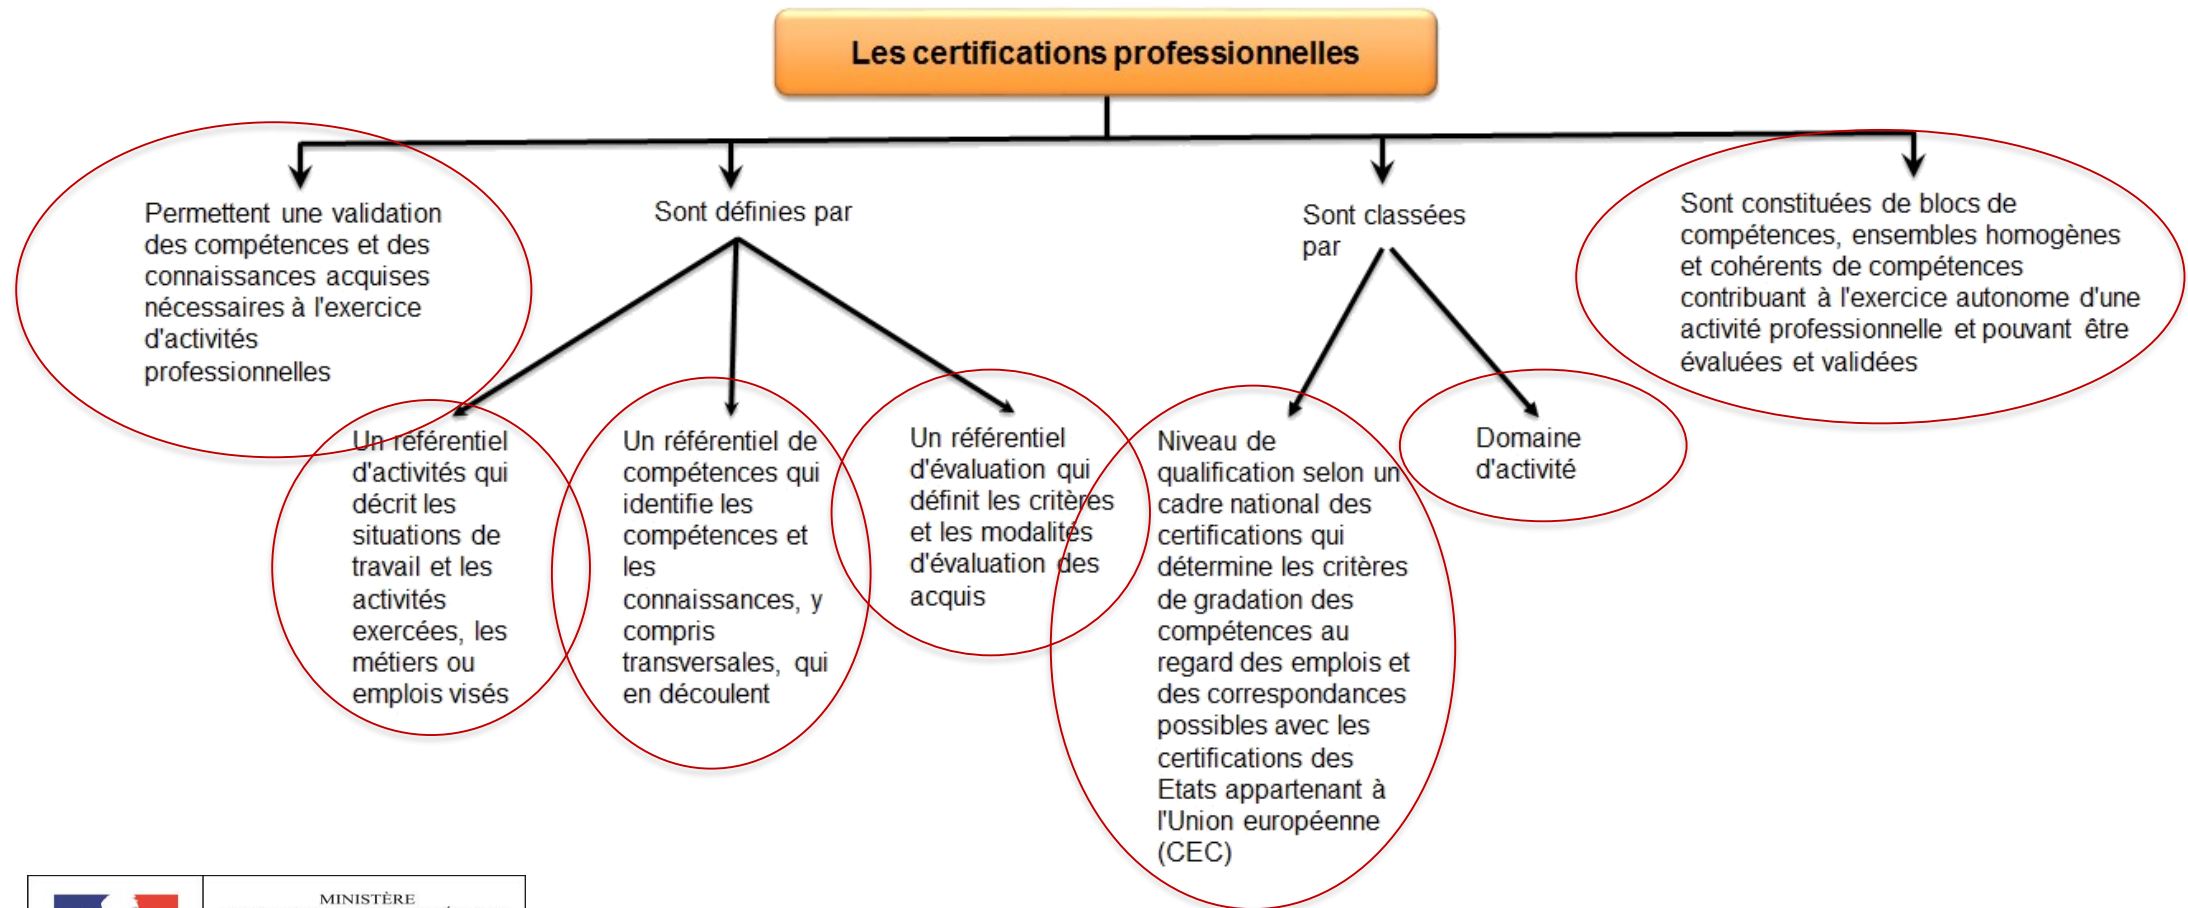 Les certifications professionnelles
Permettent une validation
des compétences et des
connaissances acquises
nécessaires à l'exercice
d'activités
professionnelles
Sont définies par
Sont classées
par
Sont constituées de blocs de
compétences, ensembles homogènes
et cohérents de compétences
contribuant à l'exercice autonome d'une
activité professionnelle et pouvant être
évaluées et validées
Un référentiel
d'activités qui
décrit les
situations de
travail et les
activités
exercées, les
métiers ou
emplois visés
Un référentiel de
compétences qui
identifie les
compétences et
les
connaissances, y
compris
transversales, qui
en découlent
Un référentiel
d'évaluation qui
définit les critères
et les modalités
d'évaluation des
acquis
Niveau de
qualification selon un
cadre national des
certifications qui
détermine les critères
de gradation des
compétences au
regard des emplois et
des correspondances
possibles avec les
certifications des
Etats appartenant à
l'Union européenne
(CEC)
Domaine
d'activité
MINISTÈRE